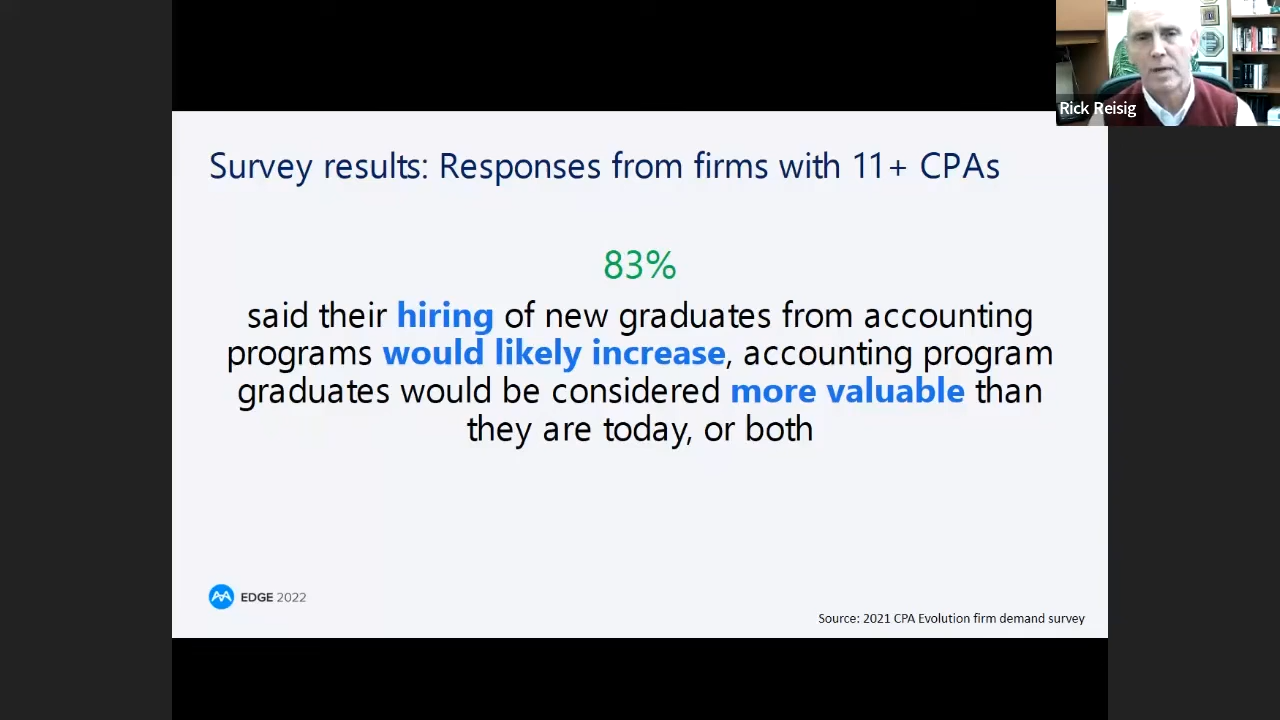 Rick Reisig
Survey results: Responses from firms with 11+ CPAs
83%
said their hiring of new graduates from accounting
programs would likely increase, accounting program
graduates would be considered more valuable than
they are today, or both
EDGE 2022
Source: 2021 CPA Evolution firm demand survey